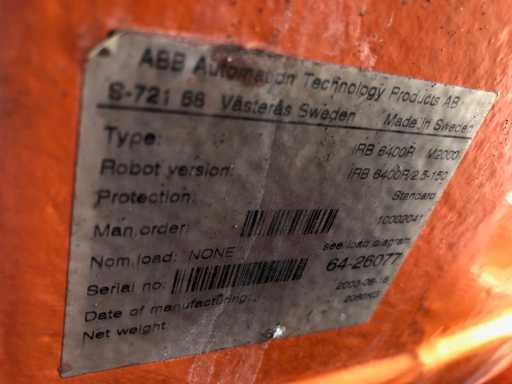 ABB Automation Technology Products AB
S-721 68 Västerås Sweden Made in Sweden
Type: IRB 6400R M2000
Robot version: IRB 6400R/2.5-150
Protection: Standard
Man.order: 10002041
Nom.load: NONE see load diagram
Serial no: 64-26077
Date of manufacturing:
Net weight